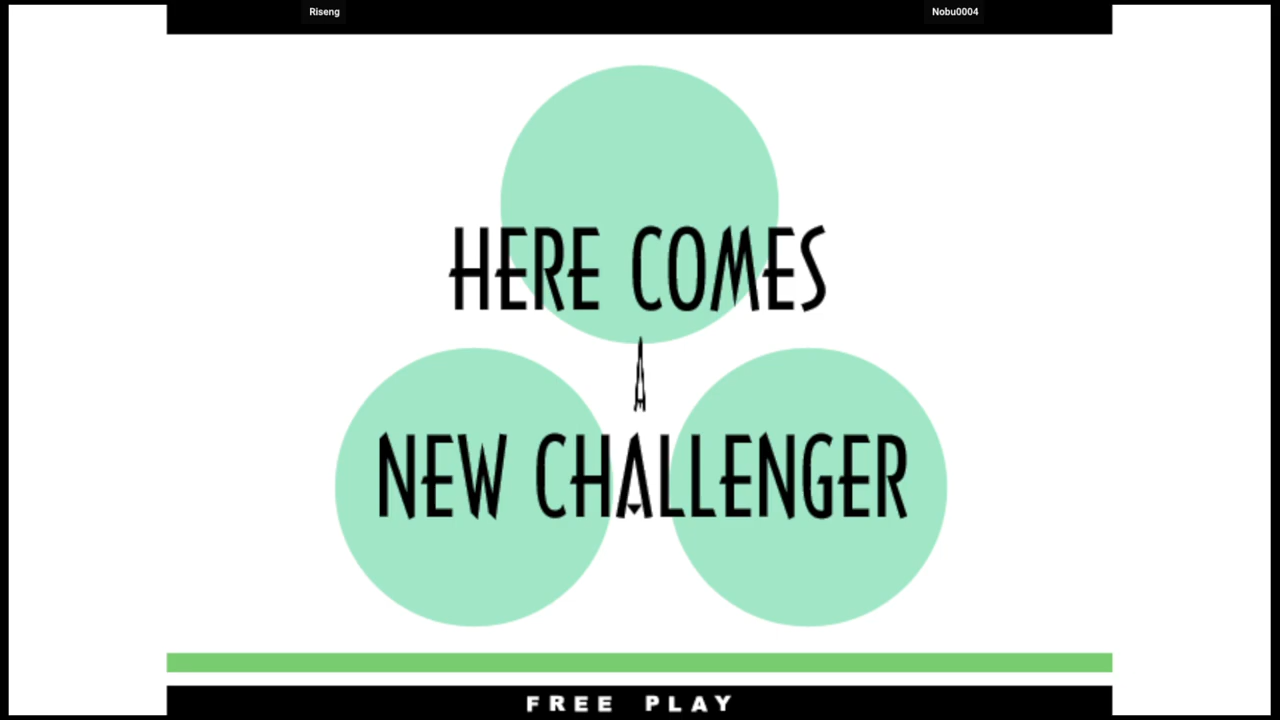 Riseng Nobu0004
HERE COMES
A
NEW CHALLENGER
FREE PLAY